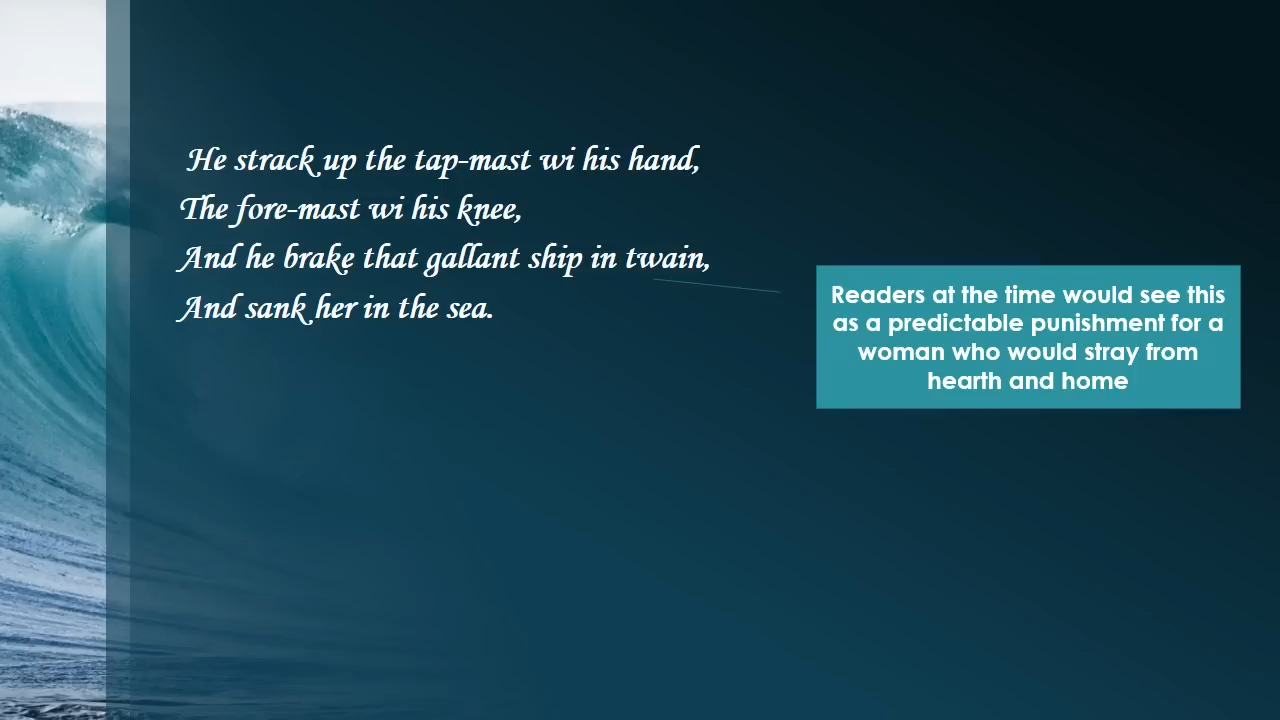 He strack up the tap-mast wi his hand,
The fore-mast wi his knee,
And he brake that gallant ship in twain,
And sank her in the sea.
Readers at the time would see this
as a predictable punishment for a
woman who would stray from
hearth and home